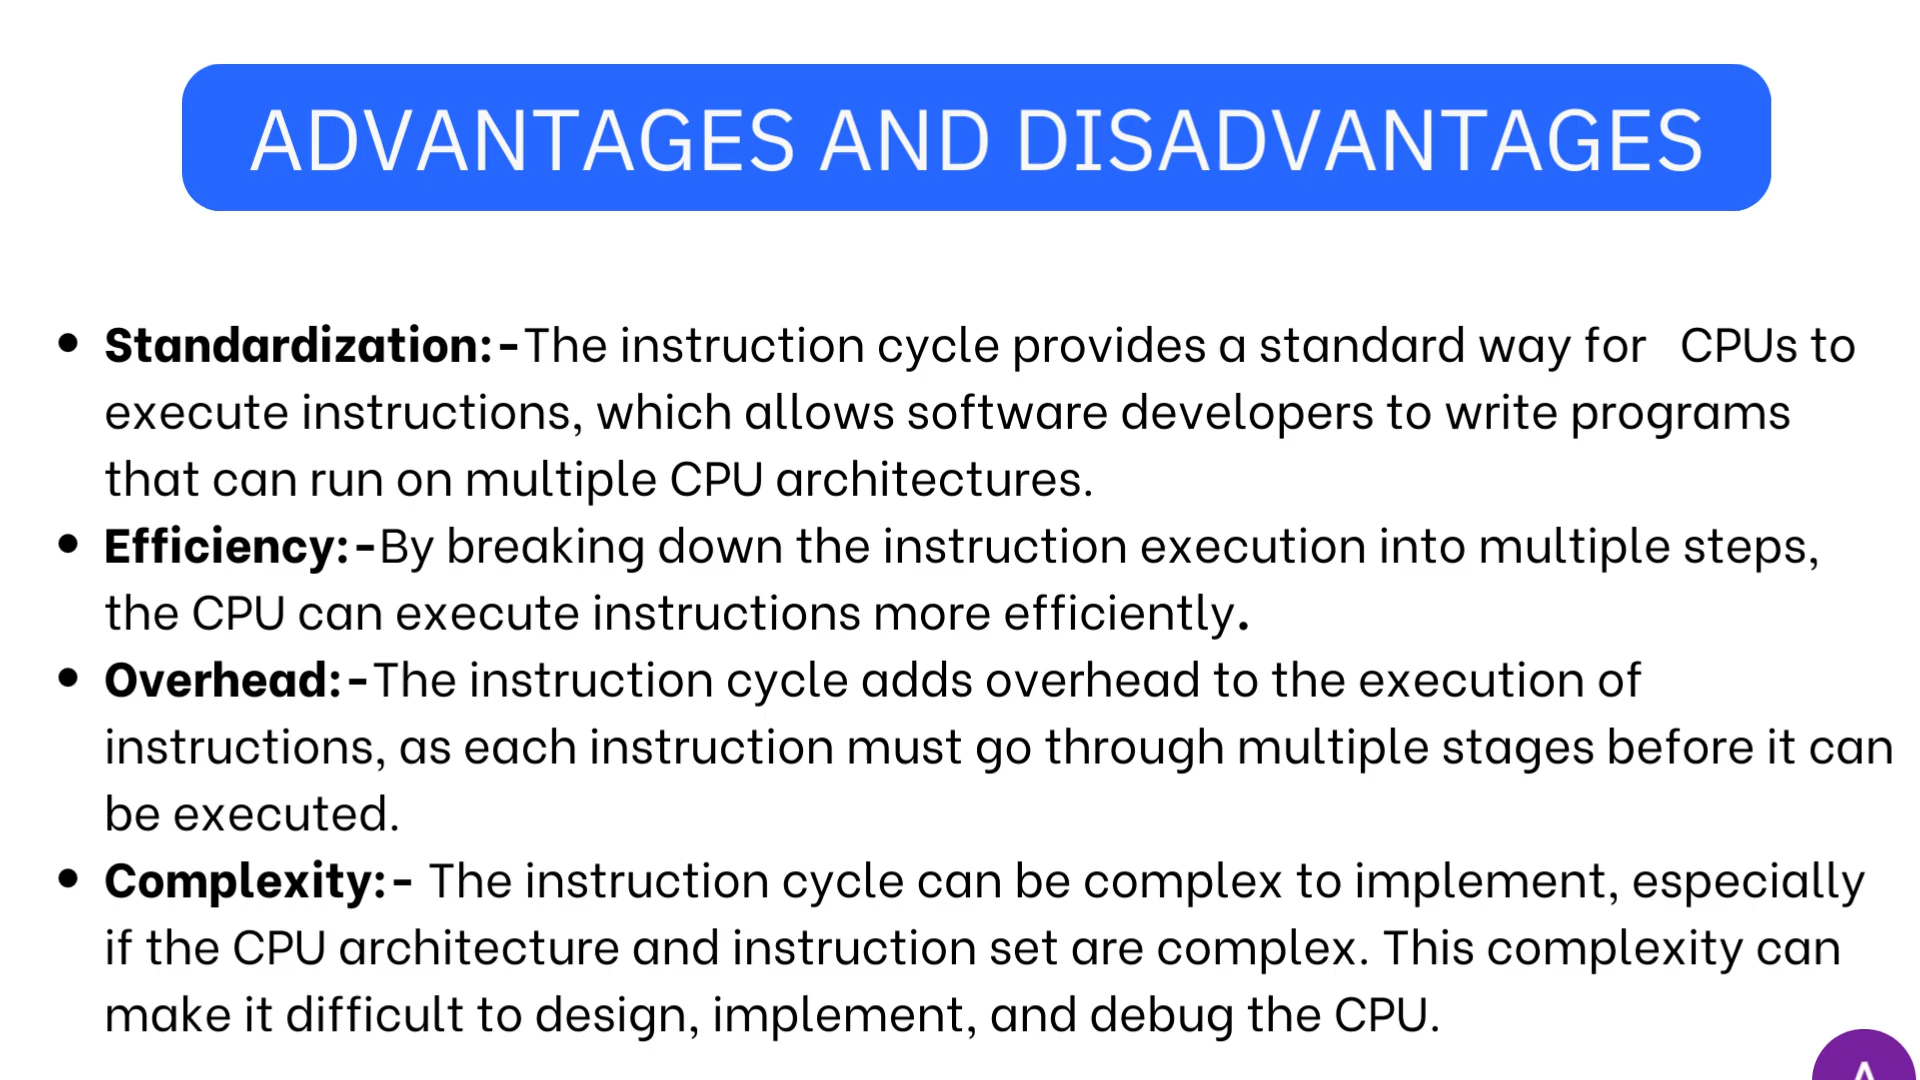 ADVANTAGES AND DISADVANTAGES
• Standardization:-The instruction cycle provides a standard way for   CPUs to
execute instructions, which allows software developers to write programs
that can run on multiple CPU architectures.
• Efficiency:-By breaking down the instruction execution into multiple steps,
the CPU can execute instructions more efficiently.
• Overhead:-The instruction cycle adds overhead to the execution of
instructions, as each instruction must go through multiple stages before it can
be executed.
• Complexity:- The instruction cycle can be complex to implement, especially
if the CPU architecture and instruction set are complex. This complexity can
make it difficult to design, implement, and debug the CPU.
A